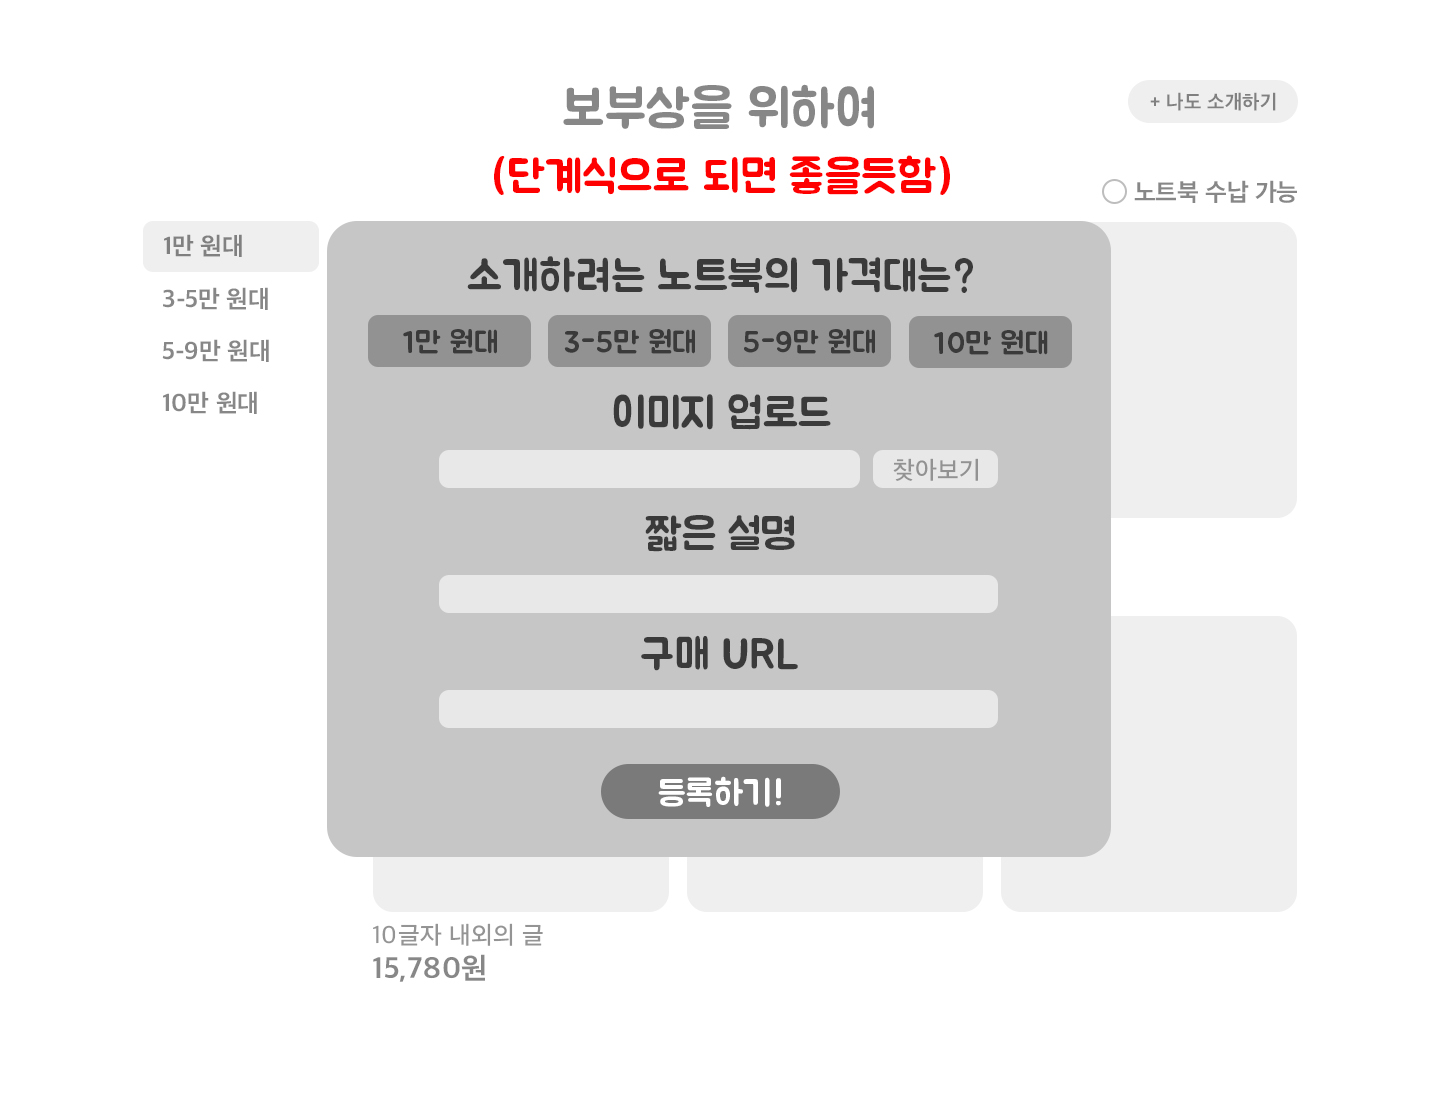 보부상을 위하여
+ 나도 소개하기
(단계식으로 되면 좋을듯함)
노트북 수납 가능
1만 원대
3-5만 원대
5-9만 원대
10만 원대
소개하려는 노트북의 가격대는?
1만 원대
3-5만 원대
5-9만 원대
10만 원대
이미지 업로드
찾아보기
짧은 설명
구매 URL
등록하기!
10글자 내외의 글
15,780원